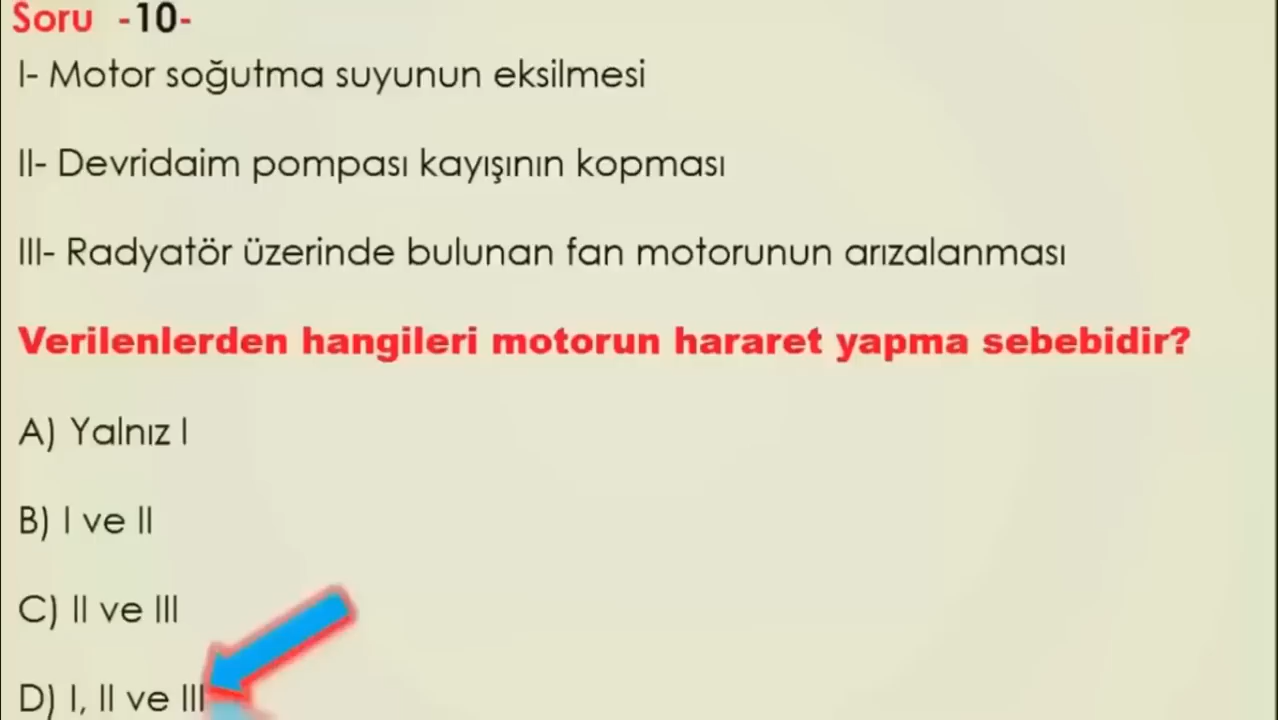 Soru -10-
I- Motor soğutma suyunun eksilmesi
II- Devridaim pompası kayışının kopması
III- Radyatör üzerinde bulunan fan motorunun arızalanması
Verilenlerden hangileri motorun hararet yapma sebebidir?
A) Yalnız I
B) I ve II
C) II ve III
D) I, II ve III